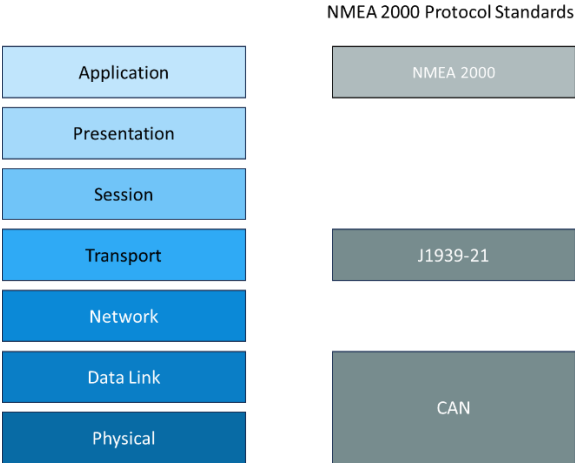 NMEA 2000 Protocol Standards
Application
NMEA 2000
Presentation
Session
Transport
J1939-21
Network
Data Link
CAN
Physical